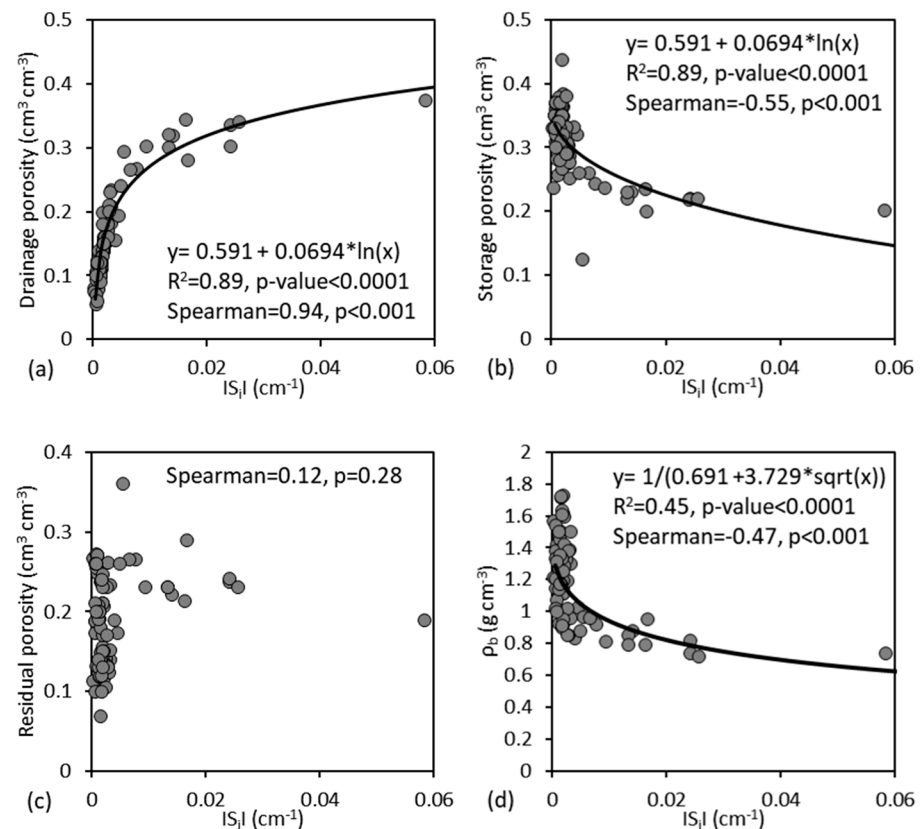 0.5
0.4
0.3
0.2
0.1
0
Drainage porosity (cm³ cm⁻³)
y= 0.591 + 0.0694*ln(x)
R²=0.89, p-value<0.0001
Spearman=0.94, p<0.001
0 0.02 0.04 0.06
(a)
|SᵢI (cm⁻¹)
0.5
0.4
0.3
0.2
0.1
0
Storage porosity (cm³ cm⁻³)
y= 0.591 + 0.0694*ln(x)
R²=0.89, p-value<0.0001
Spearman=-0.55, p<0.001
0 0.02 0.04 0.06
(b)
|SᵢI (cm⁻¹)
0.4
0.3
0.2
0.1
0
Residual porosity (cm³ cm⁻³)
Spearman=0.12, p=0.28
0 0.02 0.04 0.06
(c)
|SᵢI (cm⁻¹)
2
1.8
1.6
1.4
1.2
1
0.8
0.6
0.4
0.2
0
ρb (g cm⁻³)
y= 1/(0.691 +3.729*sqrt(x))
R²=0.45, p-value<0.0001
Spearman=-0.47, p<0.001
0 0.02 0.04 0.06
(d)
|SᵢI (cm⁻¹)